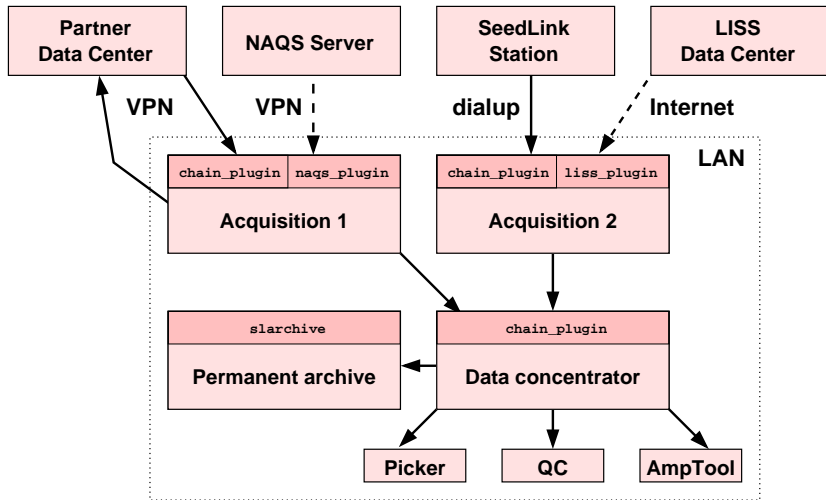 Partner
Data Center
NAQS Server
SeedLink
Station
LISS
Data Center
VPN
VPN
dialup
Internet
LAN
chain_plugin
naqs_plugin
Acquisition 1
chain_plugin
liss_plugin
Acquisition 2
slarchive
Permanent archive
chain_plugin
Data concentrator
Picker
QC
AmpTool